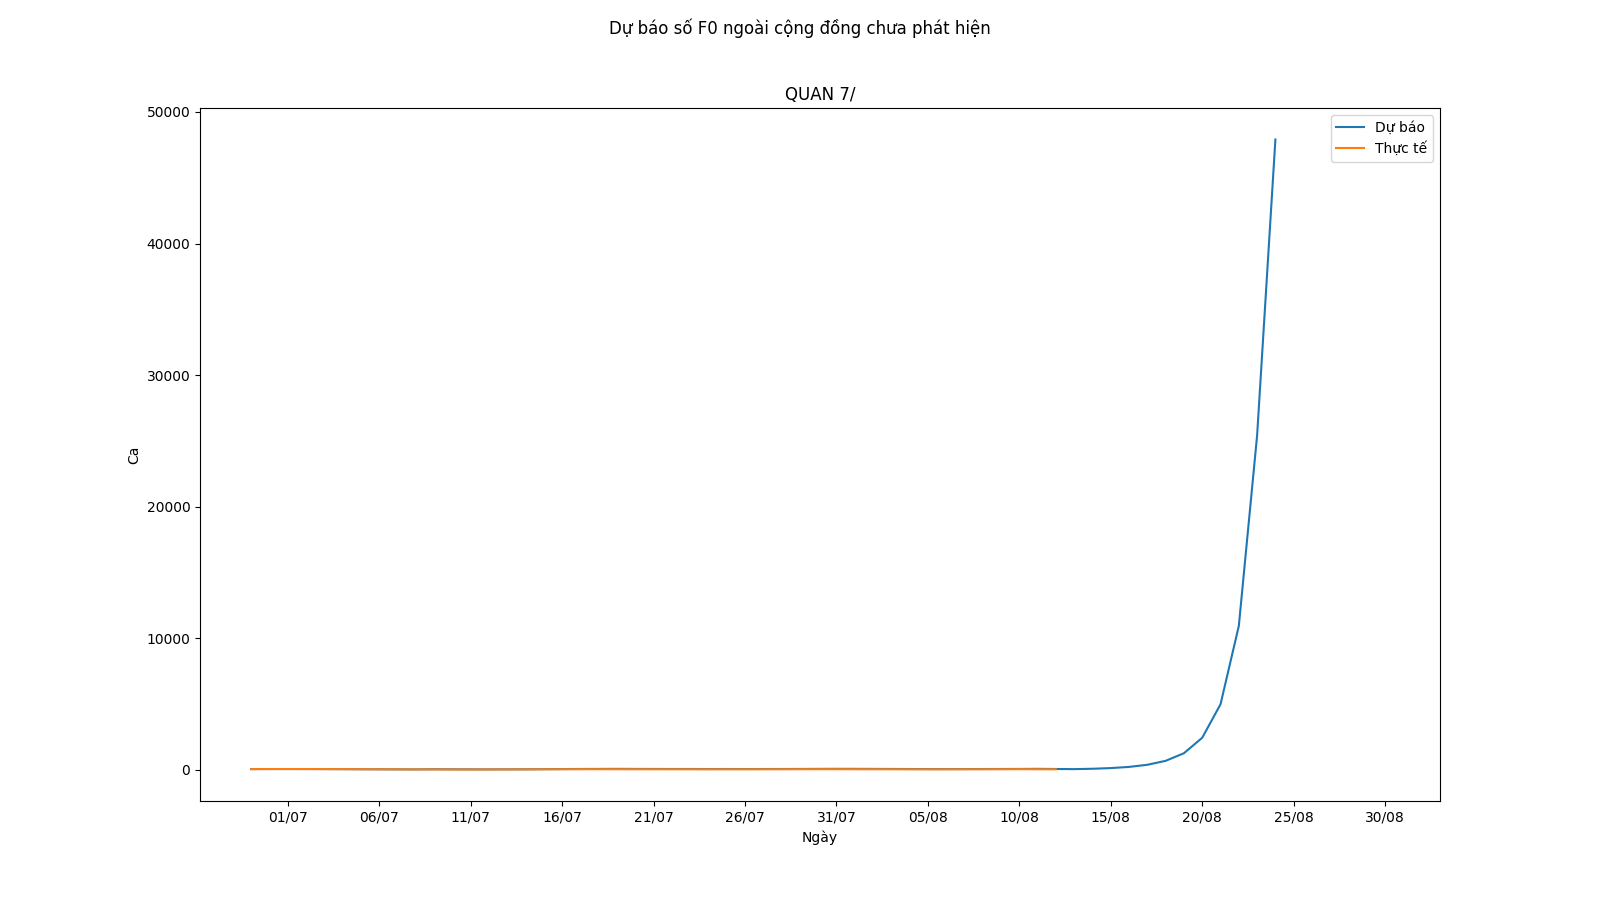 Dự báo số F0 ngoài cộng đồng chưa phát hiện
QUAN 7/
50000
40000
30000
20000
10000
0
Ca
Dự báo
Thực tế
01/07 06/07 11/07 16/07 21/07 26/07 31/07 05/08 10/08 15/08 20/08 25/08 30/08
Ngày